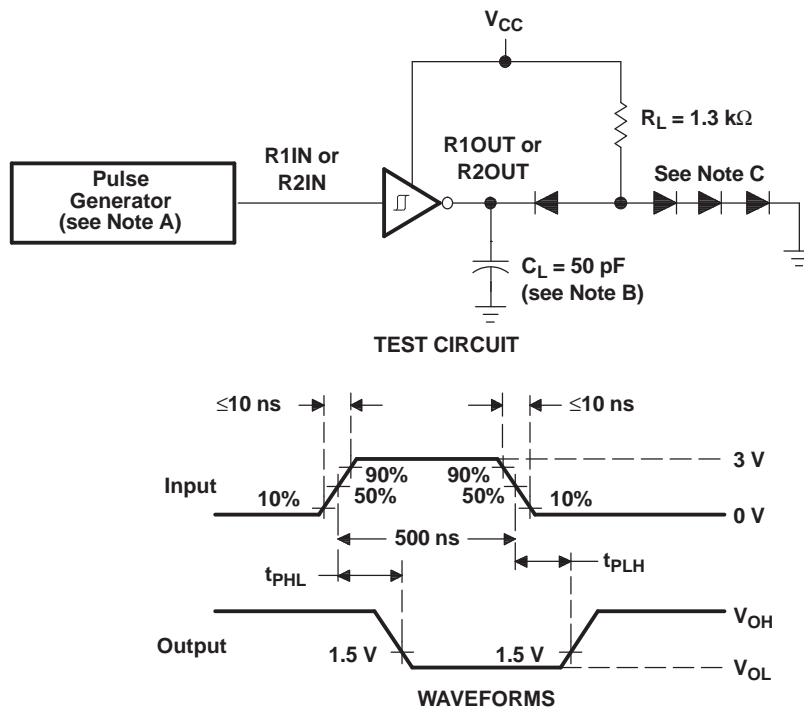 VCC
RL = 1.3 kΩ
R1IN or
R2IN
R1OUT or
R2OUT
See Note C
Pulse
Generator
(see Note A)
CL = 50 pF
(see Note B)
TEST CIRCUIT
≤10 ns
≤10 ns
Input
10%
90%
50%
90%
50%
10%
3 V
0 V
500 ns
tPHL
tPLH
Output
1.5 V
1.5 V
VOH
VOL
WAVEFORMS